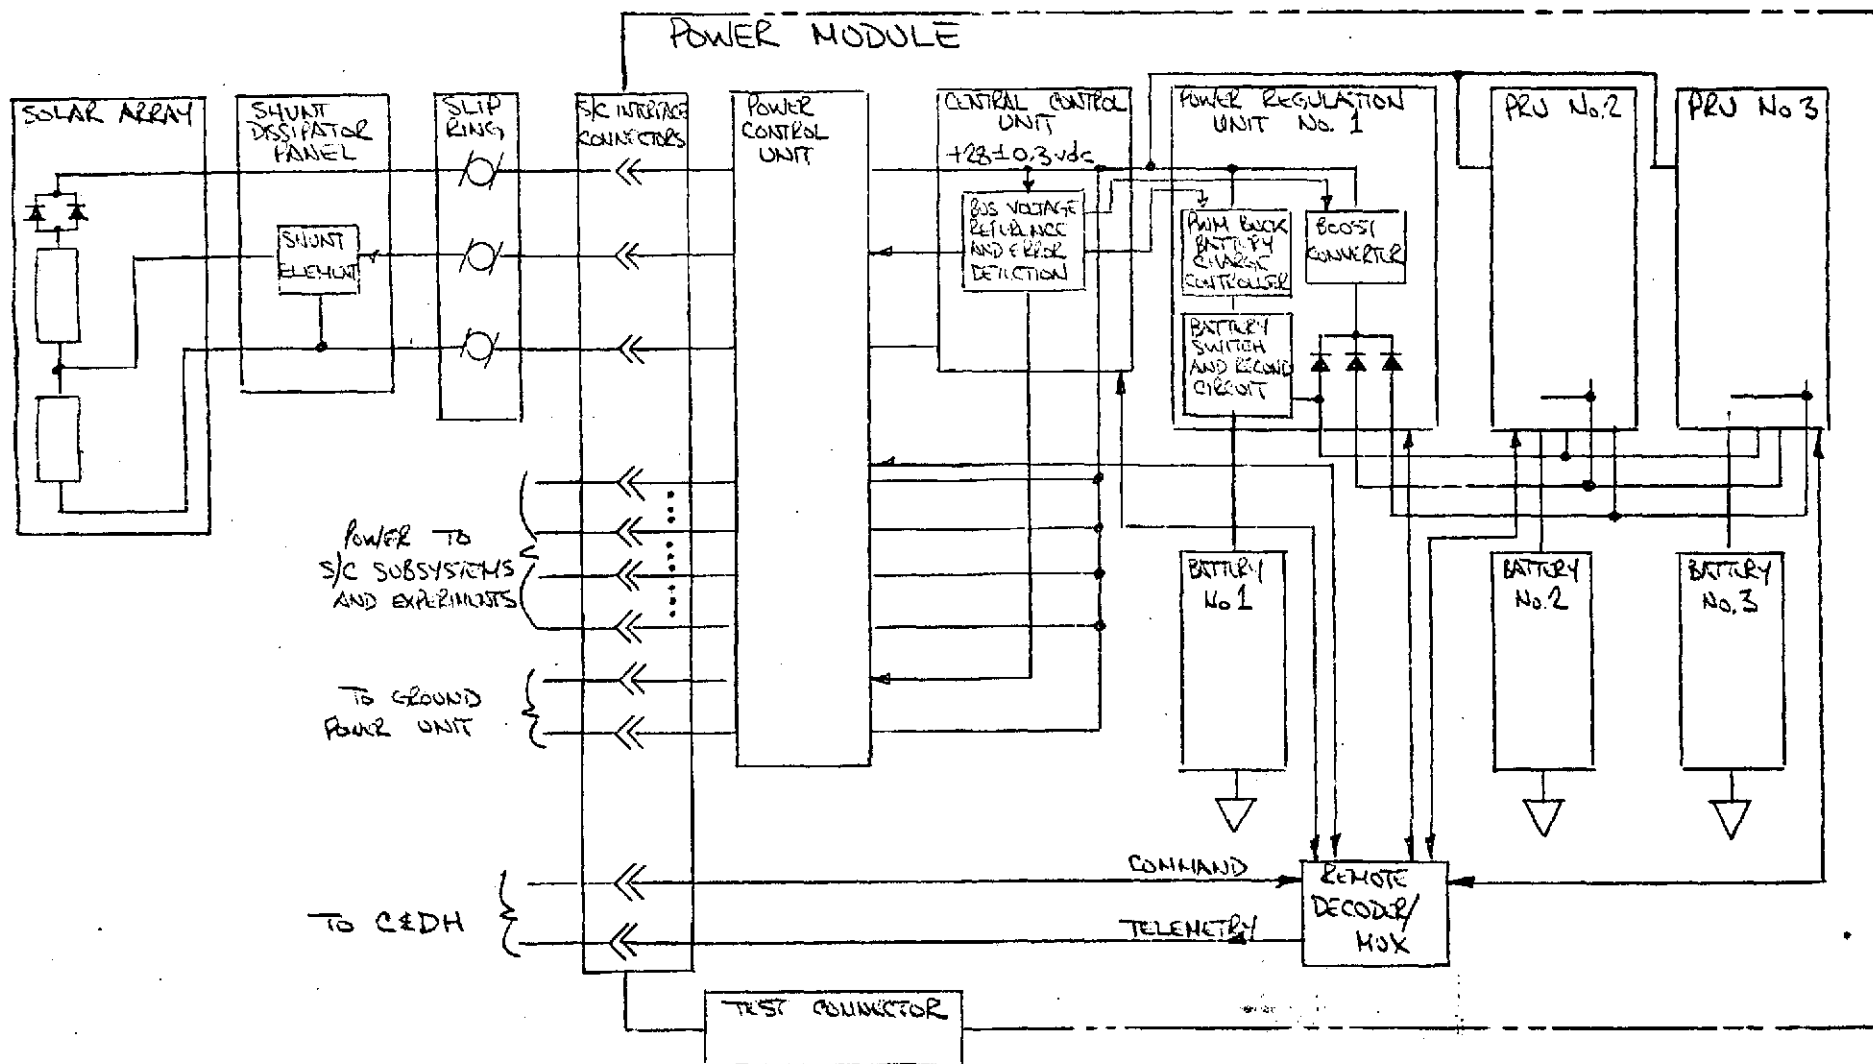 POWER MODULE
SOLAR ARRAY
SHUNT
DISSIPATOR
PANEL
SLIP
RING
S/C INTERFACE
CONNECTORS
POWER
CONTROL
UNIT
CENTRAL CONTROL
UNIT
+28±0.3vdc
POWER REGULATION
UNIT No. 1
PRU No.2
PRU No 3
SHUNT
ELEMENT
BUS VOLTAGE
REFERENCE
AND ERROR
DETECTION
PWM BUCK
BATTERY
CHARGE
CONTROLLER
BOOST
CONVERTER
BATTERY
SWITCH
AND RECOND
CIRCUIT
POWER TO
S/C SUBSYSTEMS
AND EXPERIMENTS
BATTERY
No 1
BATTERY
No.2
BATTERY
No.3
TO GROUND
POWER UNIT
COMMAND
TO C&DH
TELEMETRY
REMOTE
DECODER/
MUX
TEST CONNECTOR